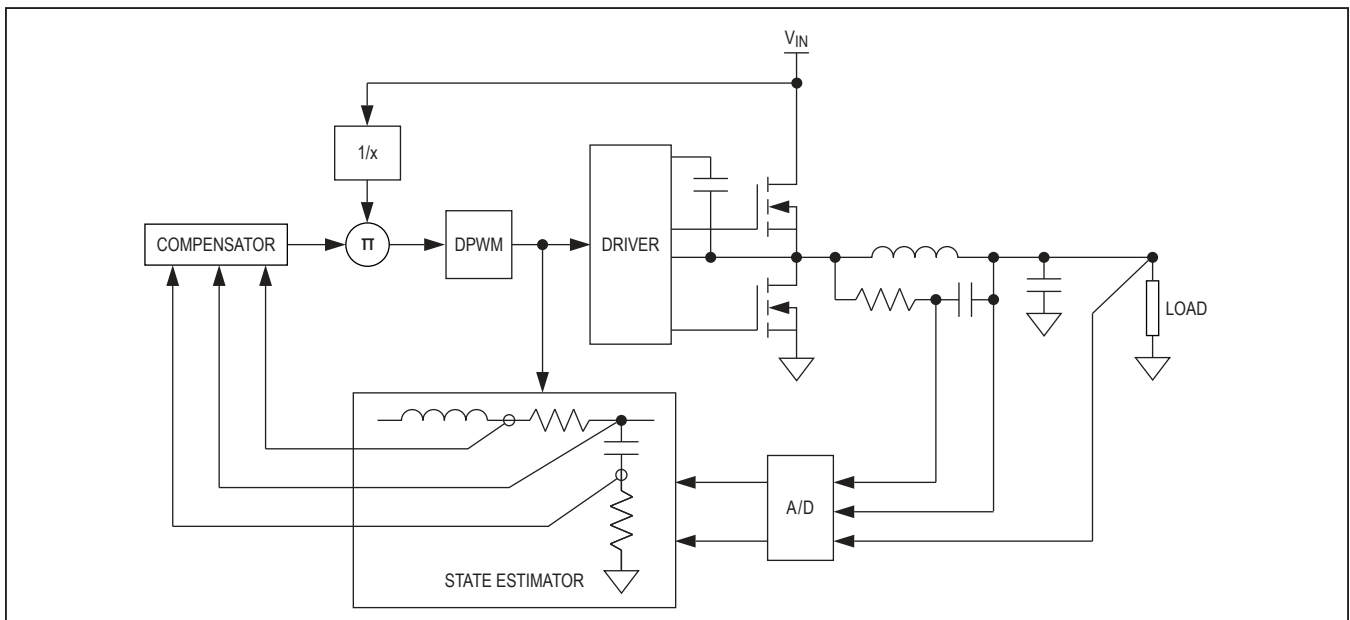 VIN
1/x
COMPENSATOR
π
DPWM
DRIVER
LOAD
A/D
STATE ESTIMATOR